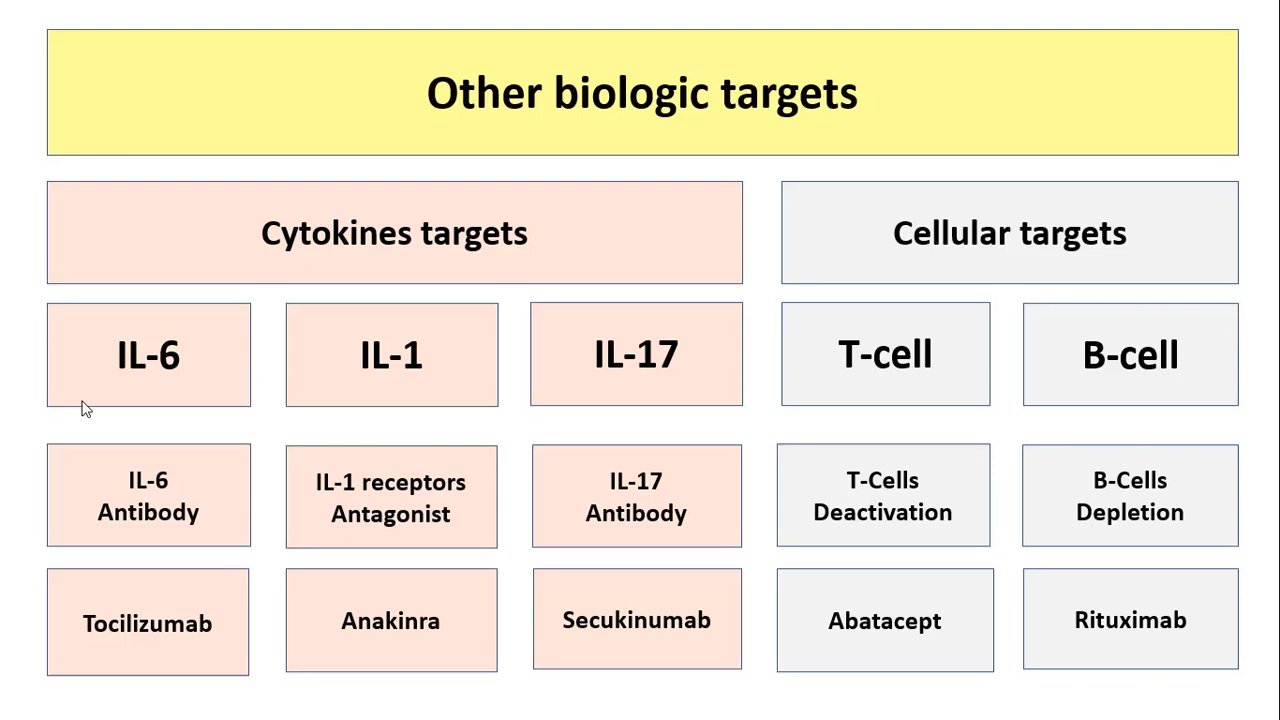 Other biologic targets
Cytokines targets
Cellular targets
IL-6
IL-1
IL-17
T-cell
B-cell
IL-6
Antibody
IL-1 receptors
Antagonist
IL-17
Antibody
T-Cells
Deactivation
B-Cells
Depletion
Tocilizumab
Anakinra
Secukinumab
Abatacept
Rituximab